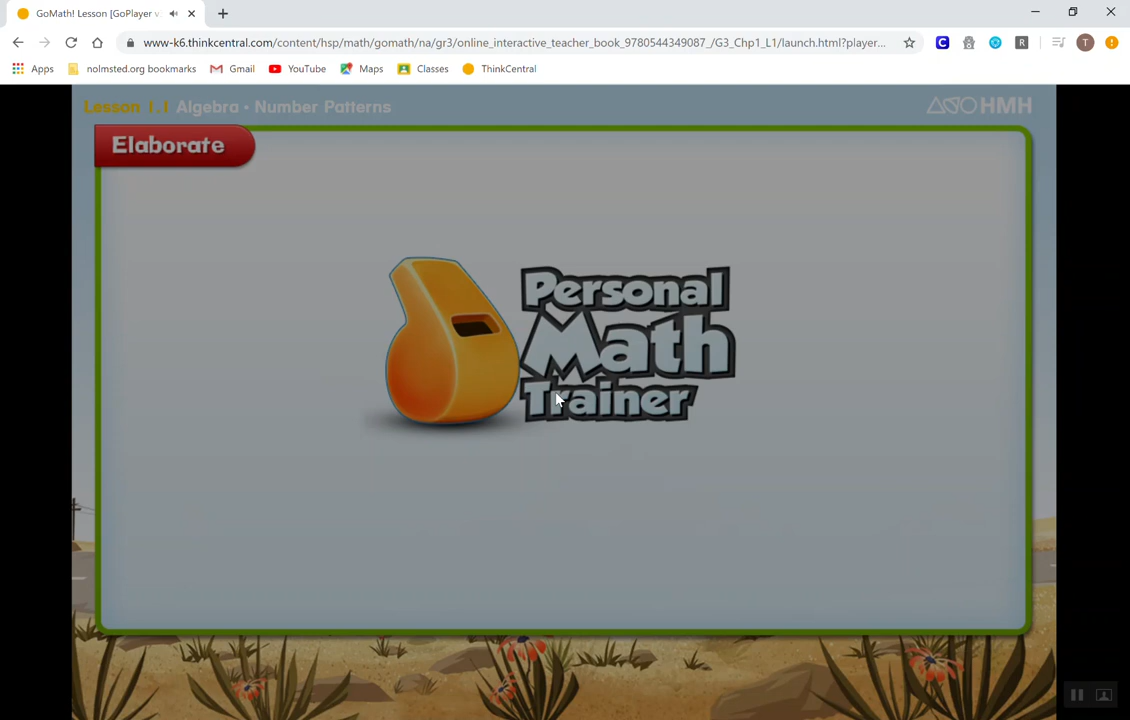 GoMath! Lesson [GoPlayer v
www-k6.thinkcentral.com/content/hsp/math/gomath/na/gr3/online_interactive_teacher_book_9780544349087_/G3_Chp1_L1/launch.html?player...
C
R
T
Apps
nolmsted.org bookmarks
Gmail
YouTube
Maps
Classes
ThinkCentral
Lesson 1.1 Algebra • Number Patterns
HMH
Elaborate
Personal
Math
Trainer